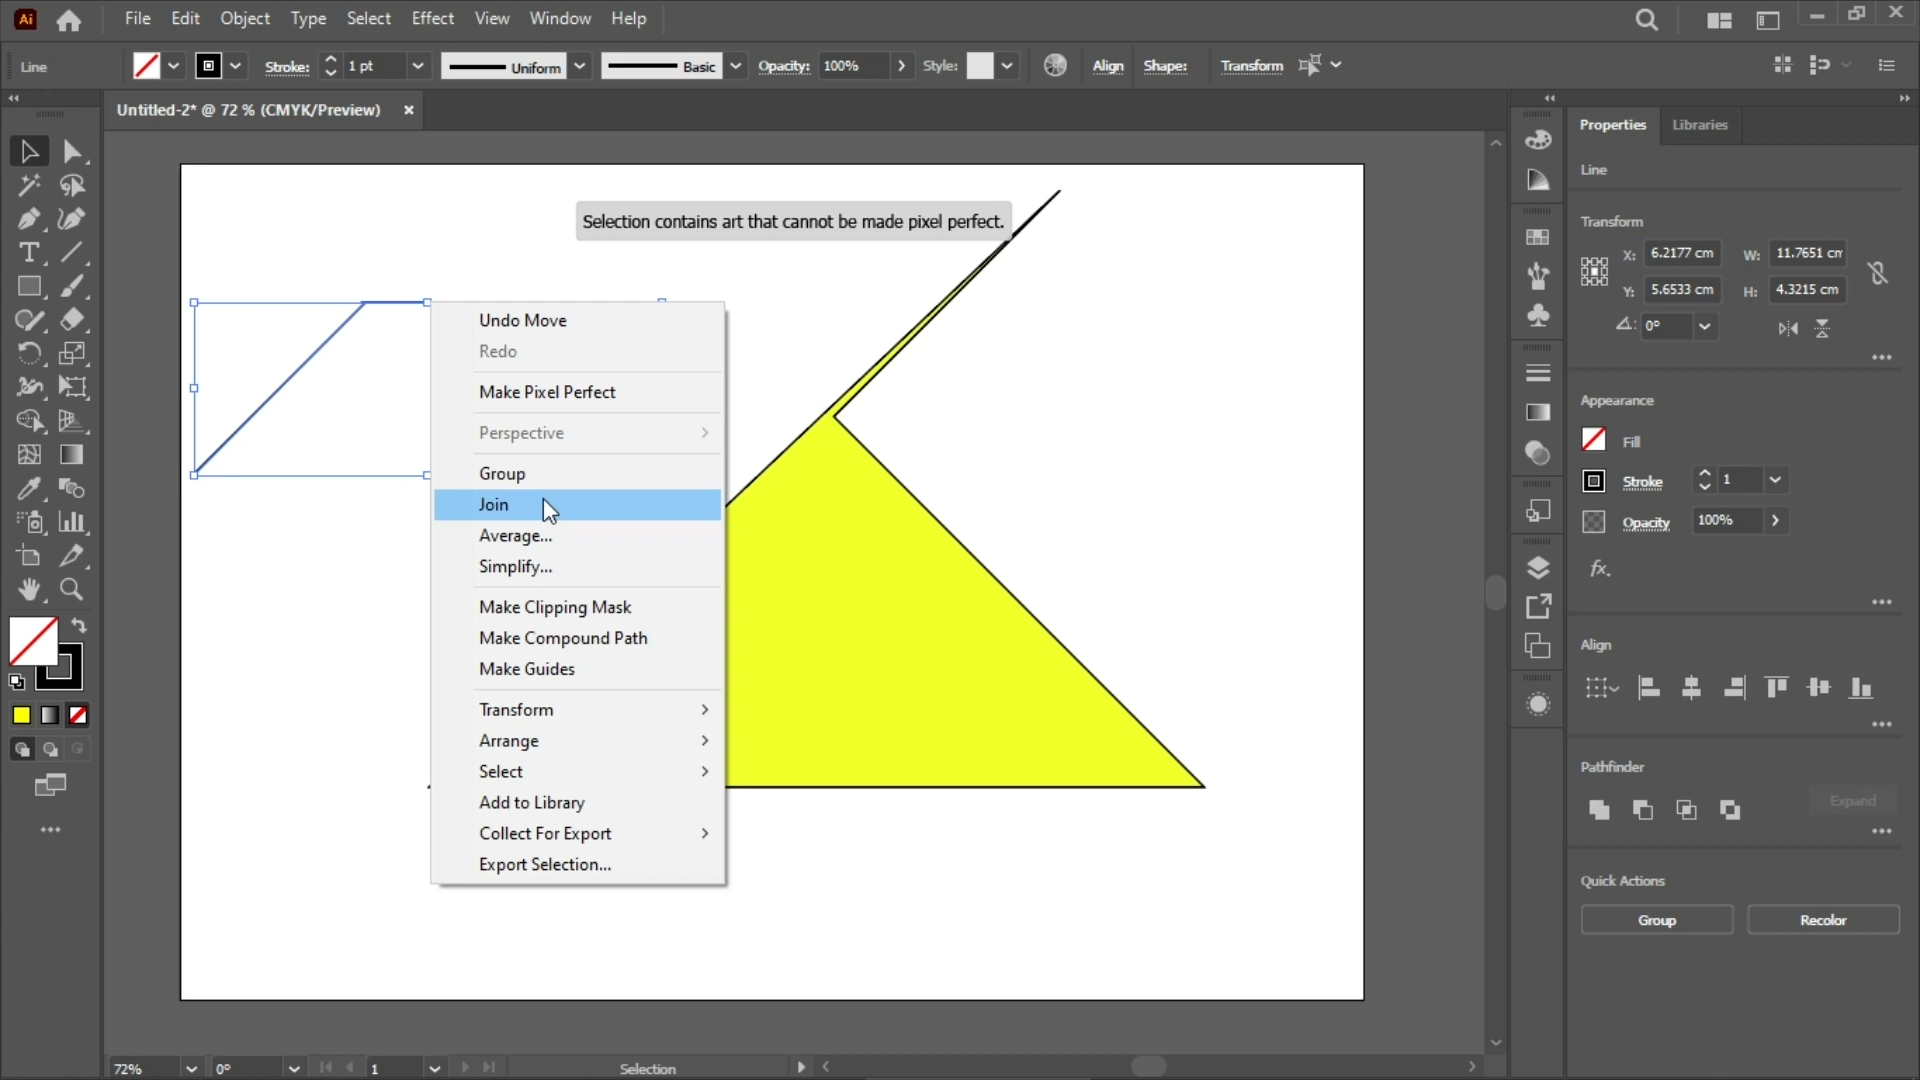 Ai
File Edit Object Type Select Effect View Window Help
Line
Stroke: 1 pt Uniform Basic Opacity: 100% Style: Align Shape: Transform
Untitled-2* @ 72 % (CMYK/Preview) ×
Selection contains art that cannot be made pixel perfect.
Undo Move
Redo
Make Pixel Perfect
Perspective
Group
Join
Average...
Simplify...
Make Clipping Mask
Make Compound Path
Make Guides
Transform
Arrange
Select
Add to Library
Collect For Export
Export Selection...
Properties Libraries
Line
Transform
X: 6.2177 cm W: 11.7651 cm
Y: 5.6533 cm H: 4.3215 cm
0°
Appearance
Fill
Stroke 1
Opacity 100%
fx.
Align
Pathfinder
Expand
Quick Actions
Group Recolor
72% 0° 1 Selection